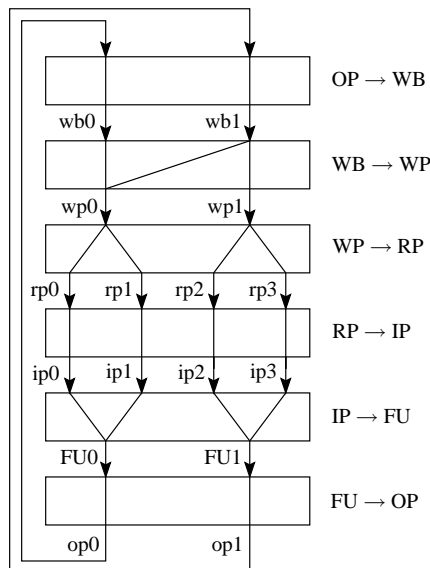 OP → WB
wb0 wb1
WB → WP
wp0 wp1
WP → RP
rp0 rp1 rp2 rp3
RP → IP
ip0 ip1 ip2 ip3
IP → FU
FU0 FU1
FU → OP
op0 op1